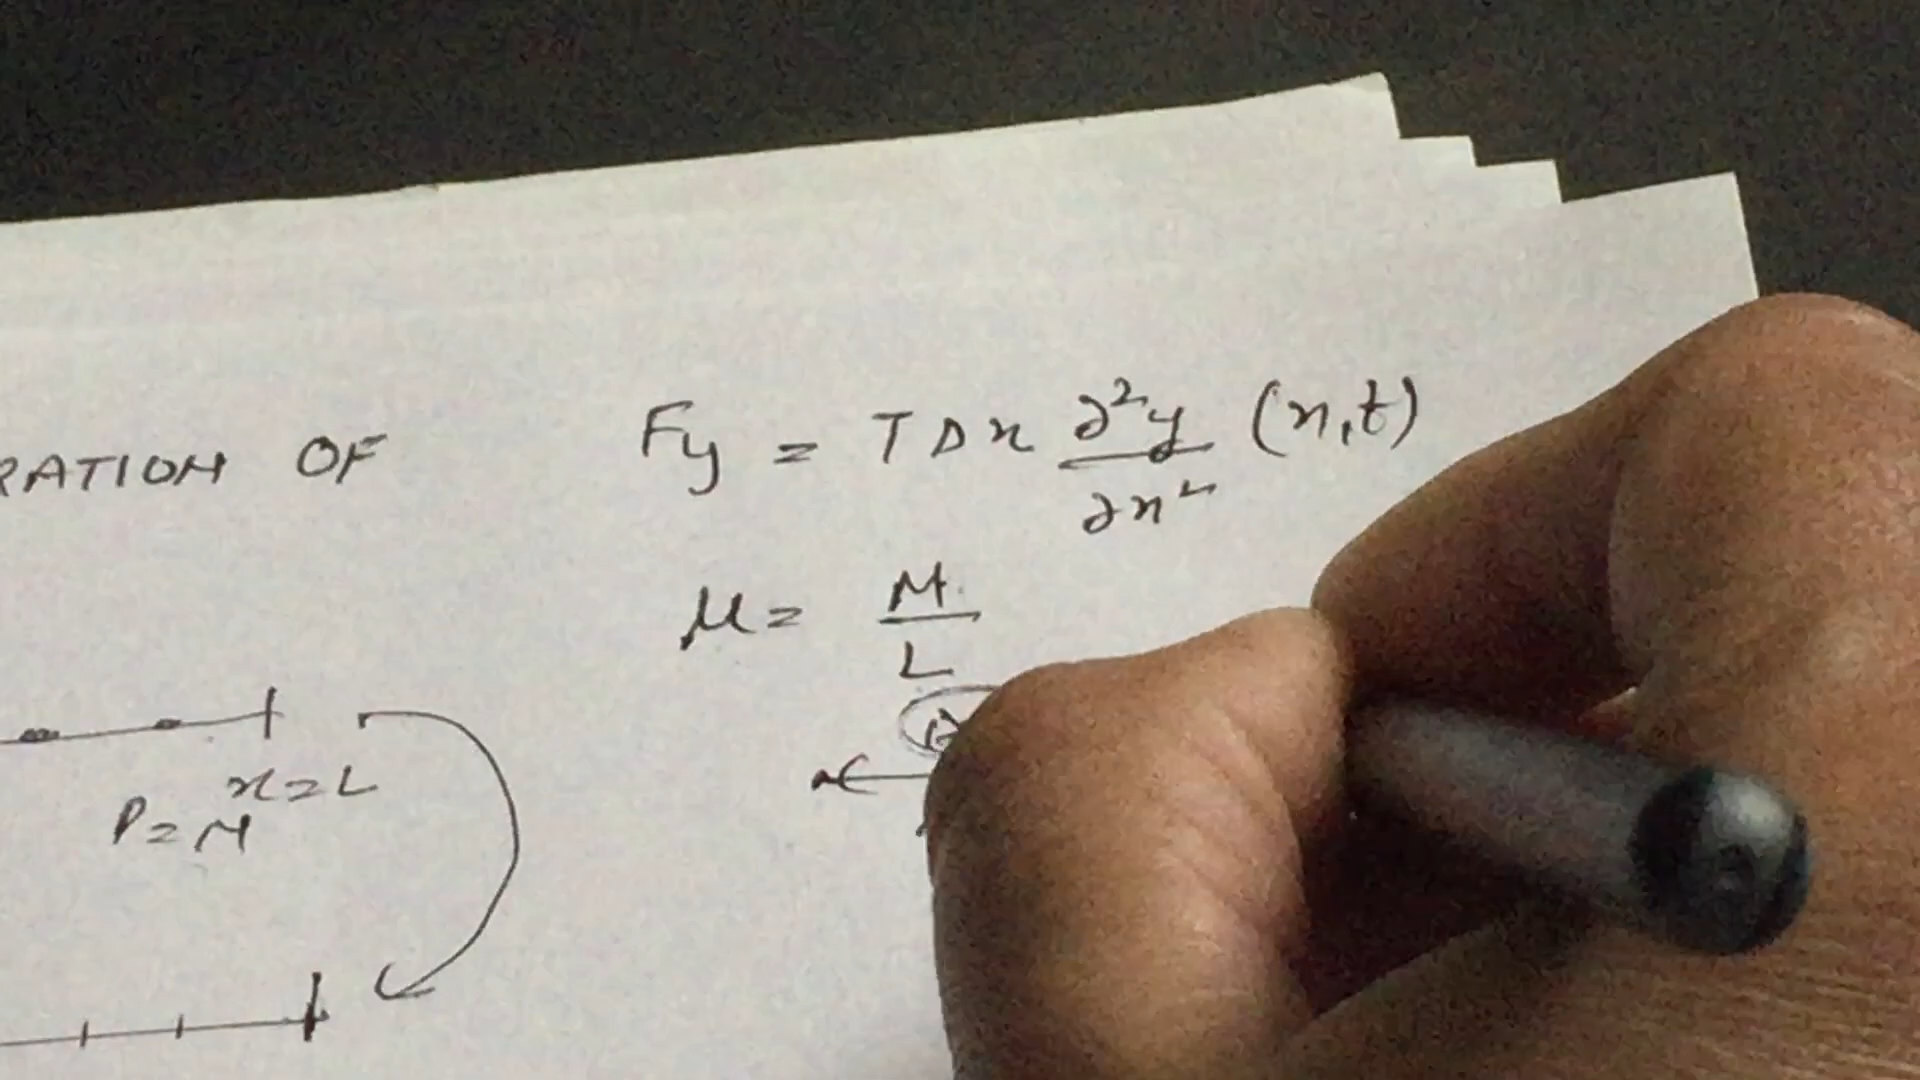 RATION OF
Fy = TΔx ∂²y/∂x² (x,t)
μ = M/L
x=L
P=M